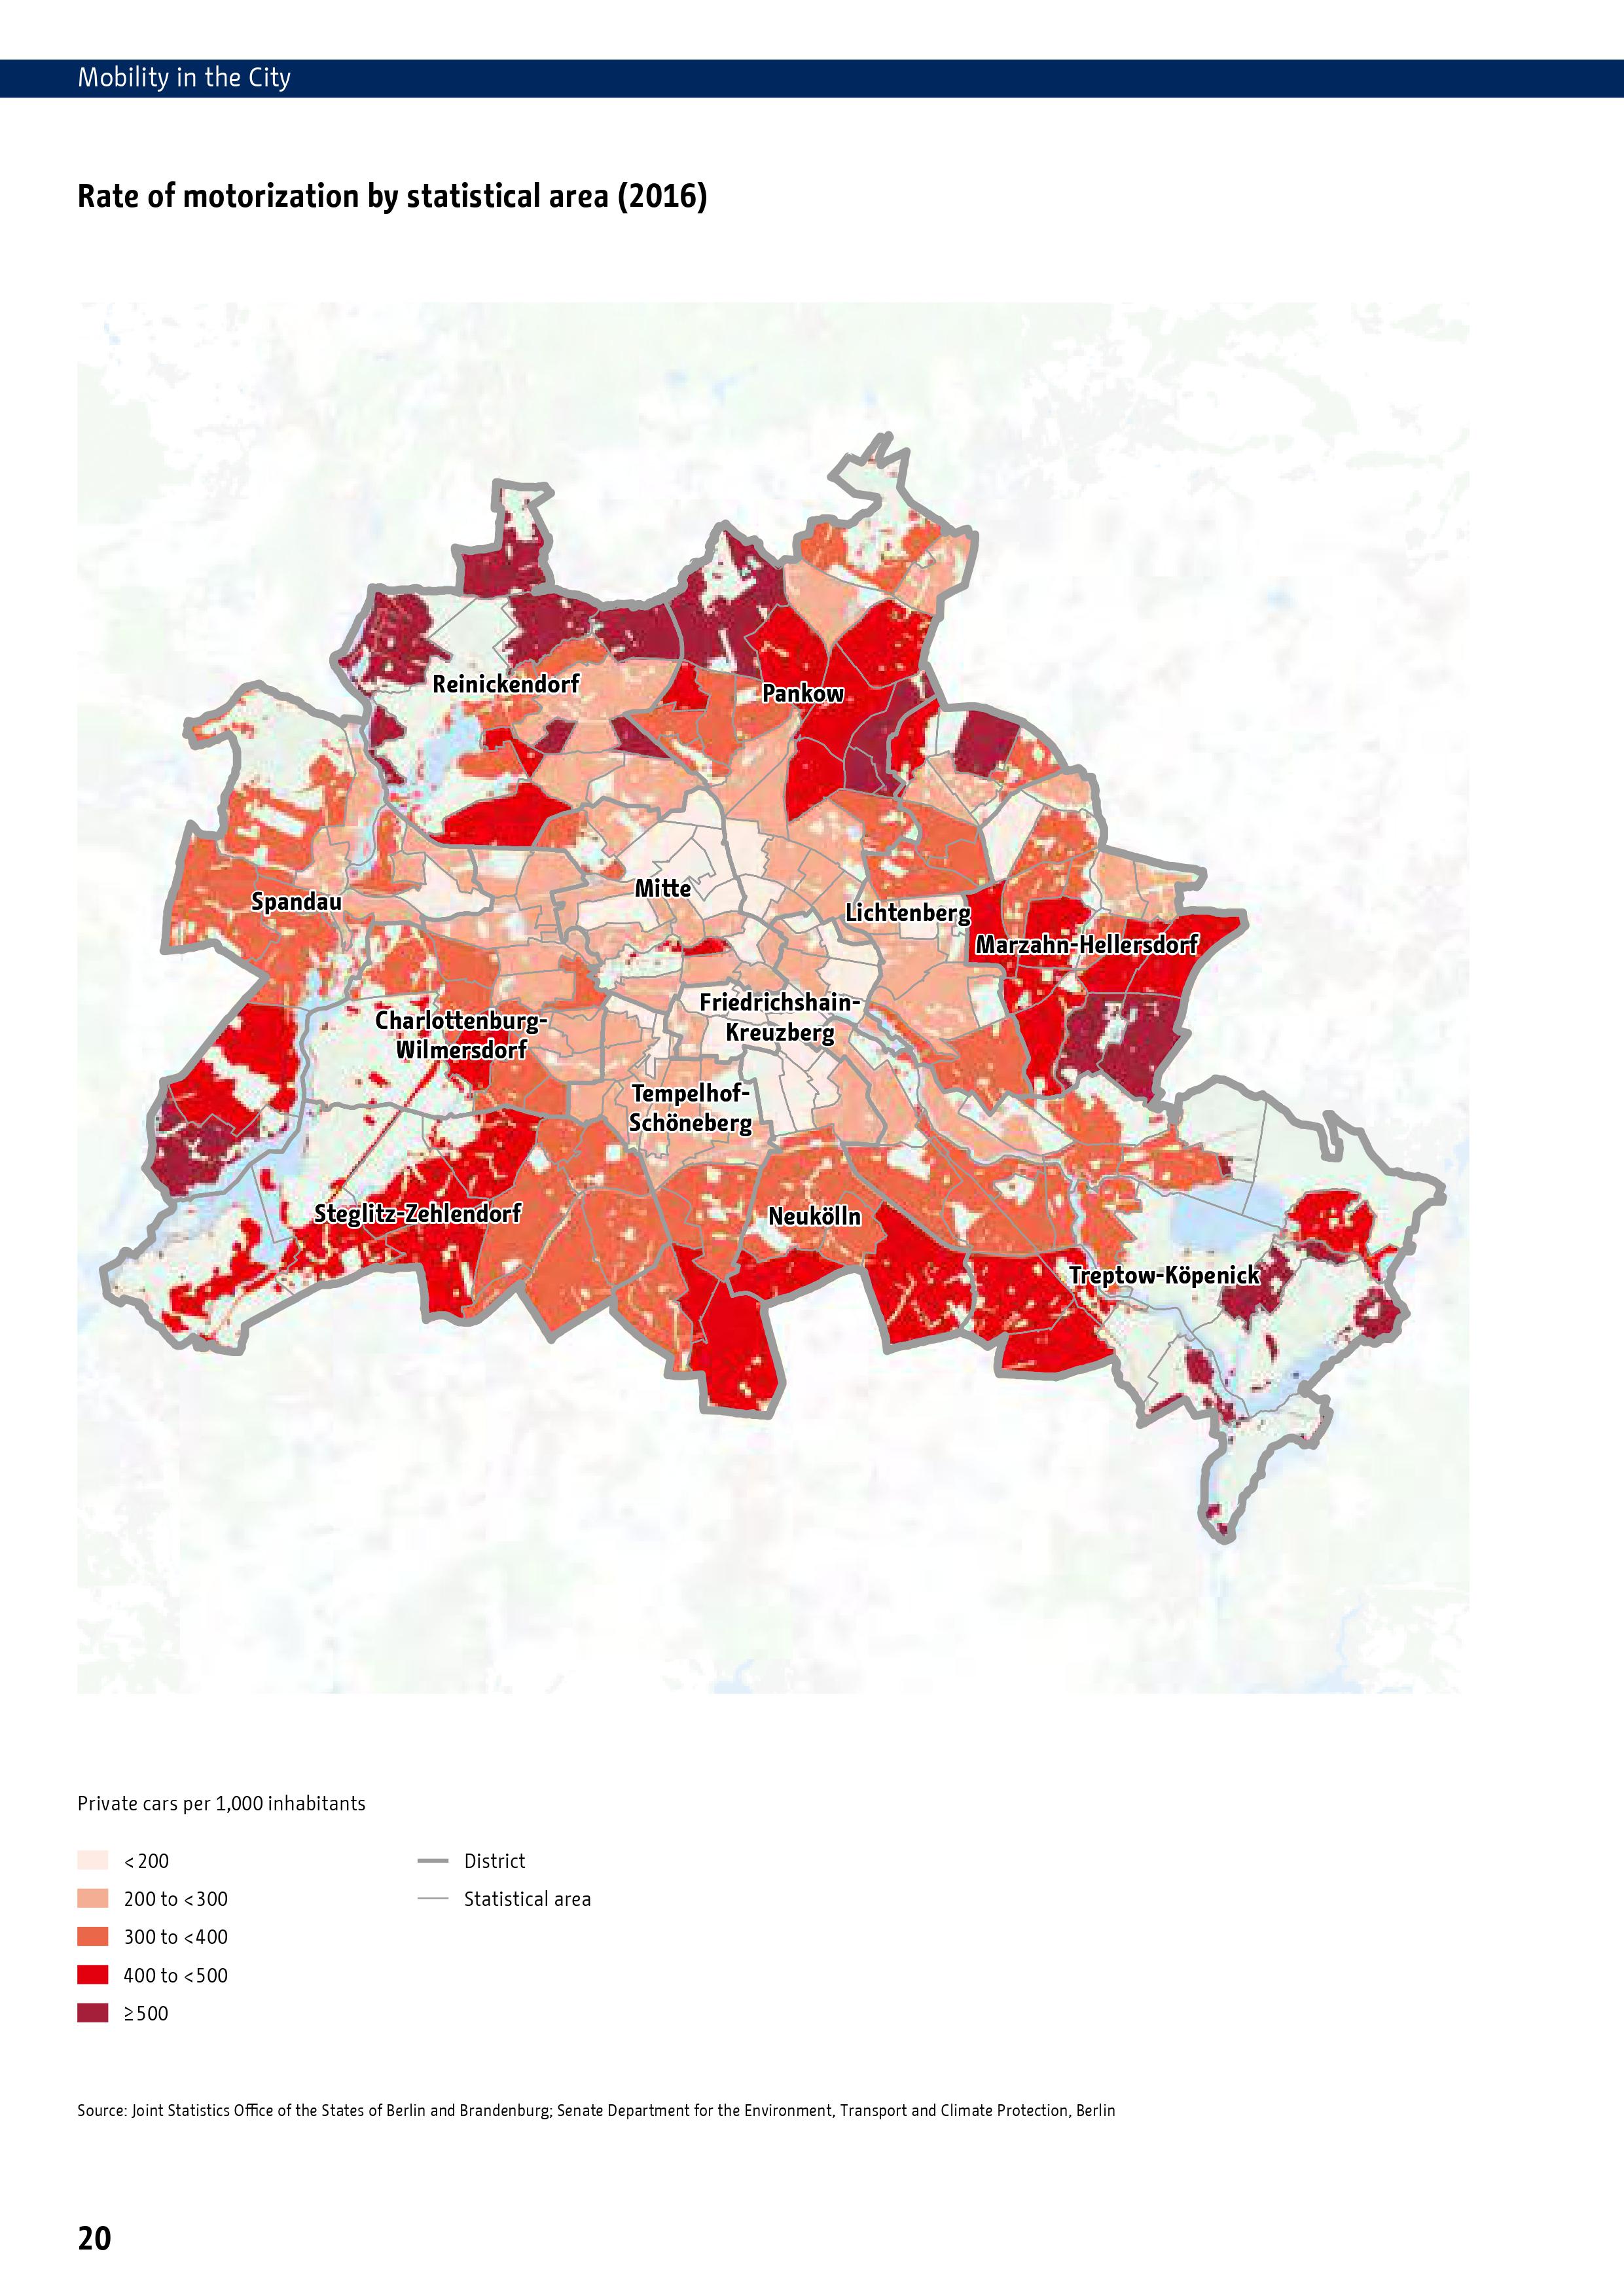 Mobility in the City
Rate of motorization by statistical area (2016)
Reinickendorf
Pankow
Mitte
Spandau
Lichtenberg
Marzahn-Hellersdorf
Friedrichshain-
Kreuzberg
Charlottenburg-
Wilmersdorf
Tempelhof-
Schöneberg
Steglitz-Zehlendorf
Neukölln
Treptow-Köpenick
Private cars per 1,000 inhabitants
< 200
200 to < 300
300 to < 400
400 to < 500
≥ 500
District
Statistical area
Source: Joint Statistics Office of the States of Berlin and Brandenburg; Senate Department for the Environment, Transport and Climate Protection, Berlin
20